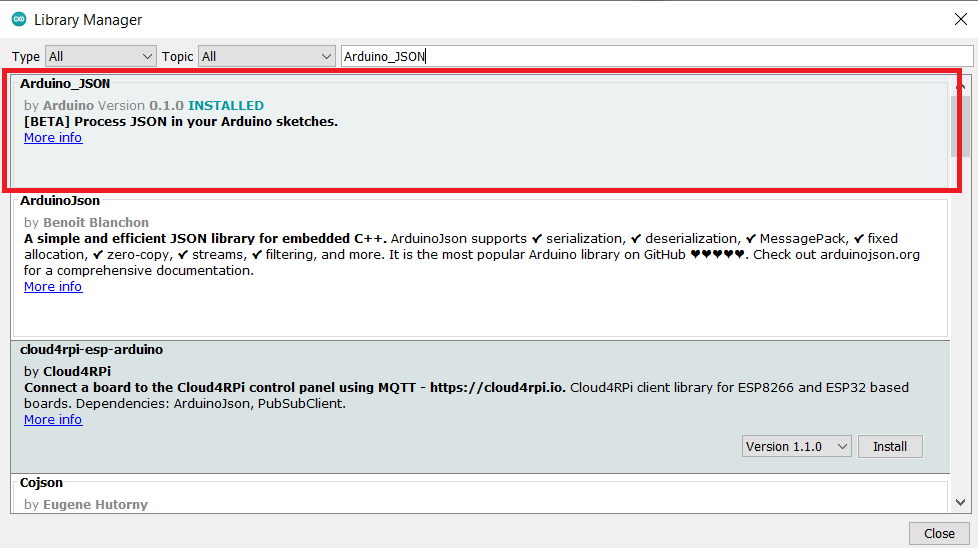 Library Manager
Type All Topic All Arduino_JSON
Arduino_JSON
by Arduino Version 0.1.0 INSTALLED
[BETA] Process JSON in your Arduino sketches.
More info
ArduinoJson
by Benoit Blanchon
A simple and efficient JSON library for embedded C++. ArduinoJson supports ✔ serialization, ✔ deserialization, ✔ MessagePack, ✔ fixed
allocation, ✔ zero-copy, ✔ streams, ✔ filtering, and more. It is the most popular Arduino library on GitHub ❤❤❤❤❤. Check out arduinojson.org
for a comprehensive documentation.
More info
cloud4rpi-esp-arduino
by Cloud4RPi
Connect a board to the Cloud4RPi control panel using MQTT - https://cloud4rpi.io. Cloud4RPi client library for ESP8266 and ESP32 based
boards. Dependencies: ArduinoJson, PubSubClient.
More info
Version 1.1.0 Install
Cojson
by Eugene Hutorny
Close